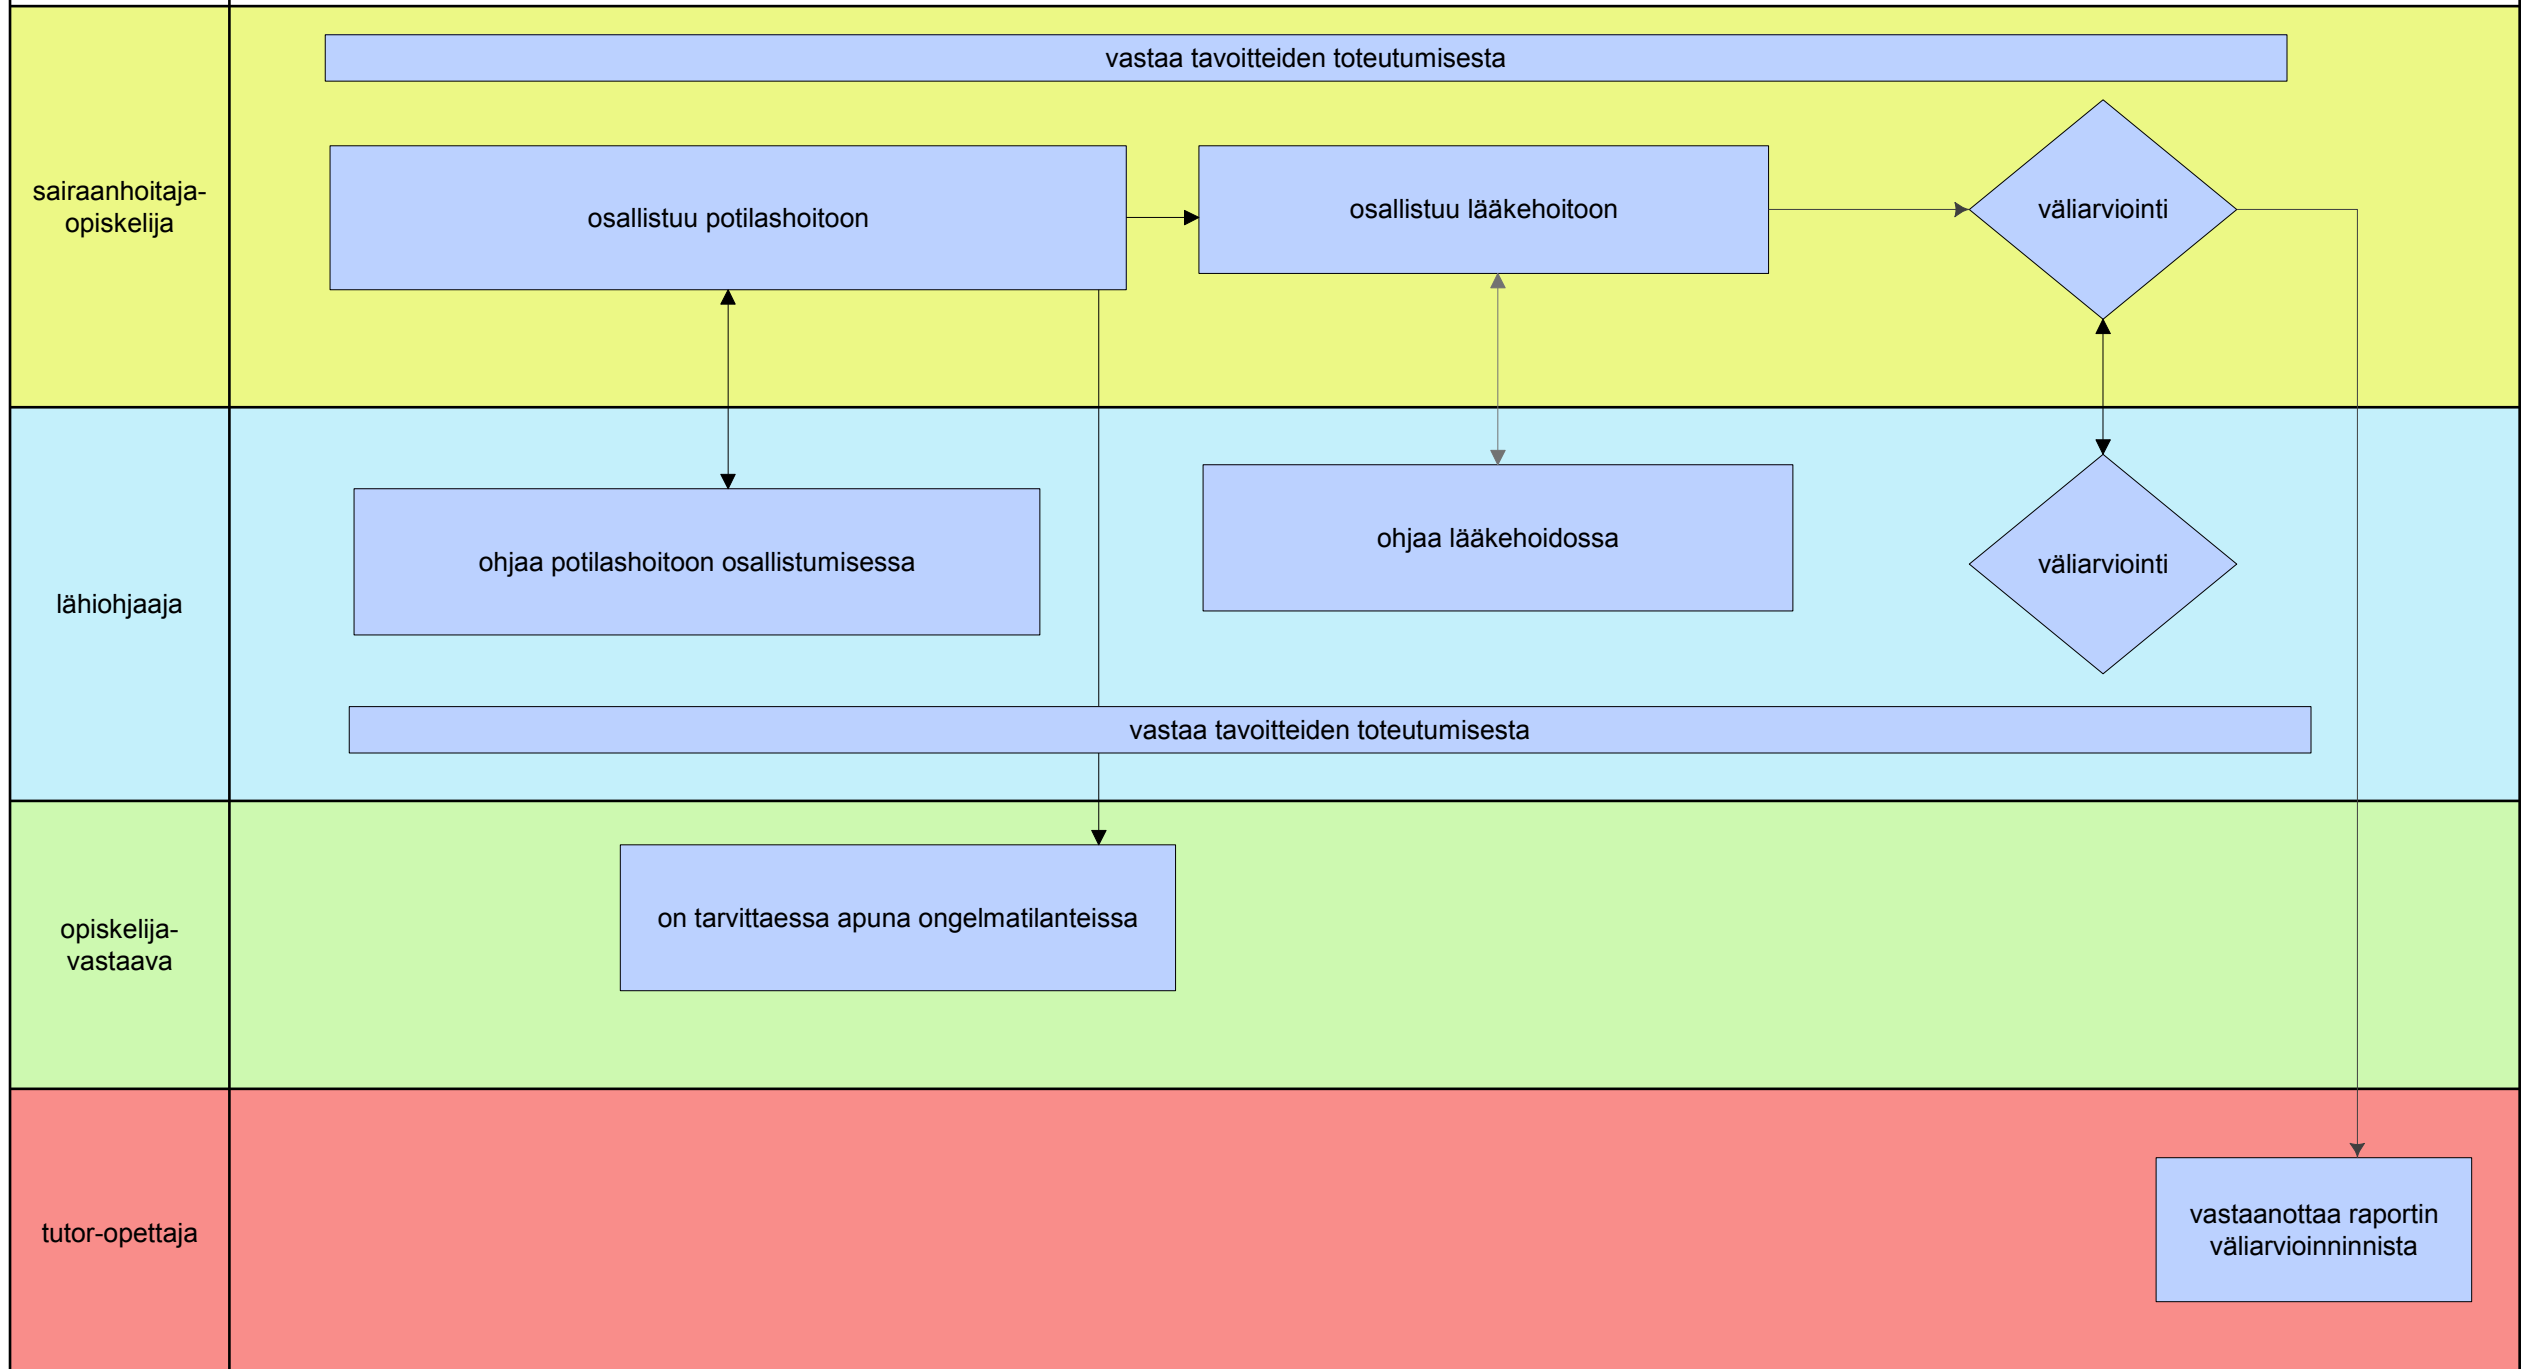 vastaa tavoitteiden toteutumisesta
sairaanhoitaja-
opiskelija
osallistuu potilashoitoon
osallistuu lääkehoitoon
väliarviointi
lähiohjaaja
ohjaa potilashoitoon osallistumisessa
ohjaa lääkehoidossa
väliarviointi
vastaa tavoitteiden toteutumisesta
opiskelija-
vastaava
on tarvittaessa apuna ongelmatilanteissa
tutor-opettaja
vastaanottaa raportin
väliarvioinninnista